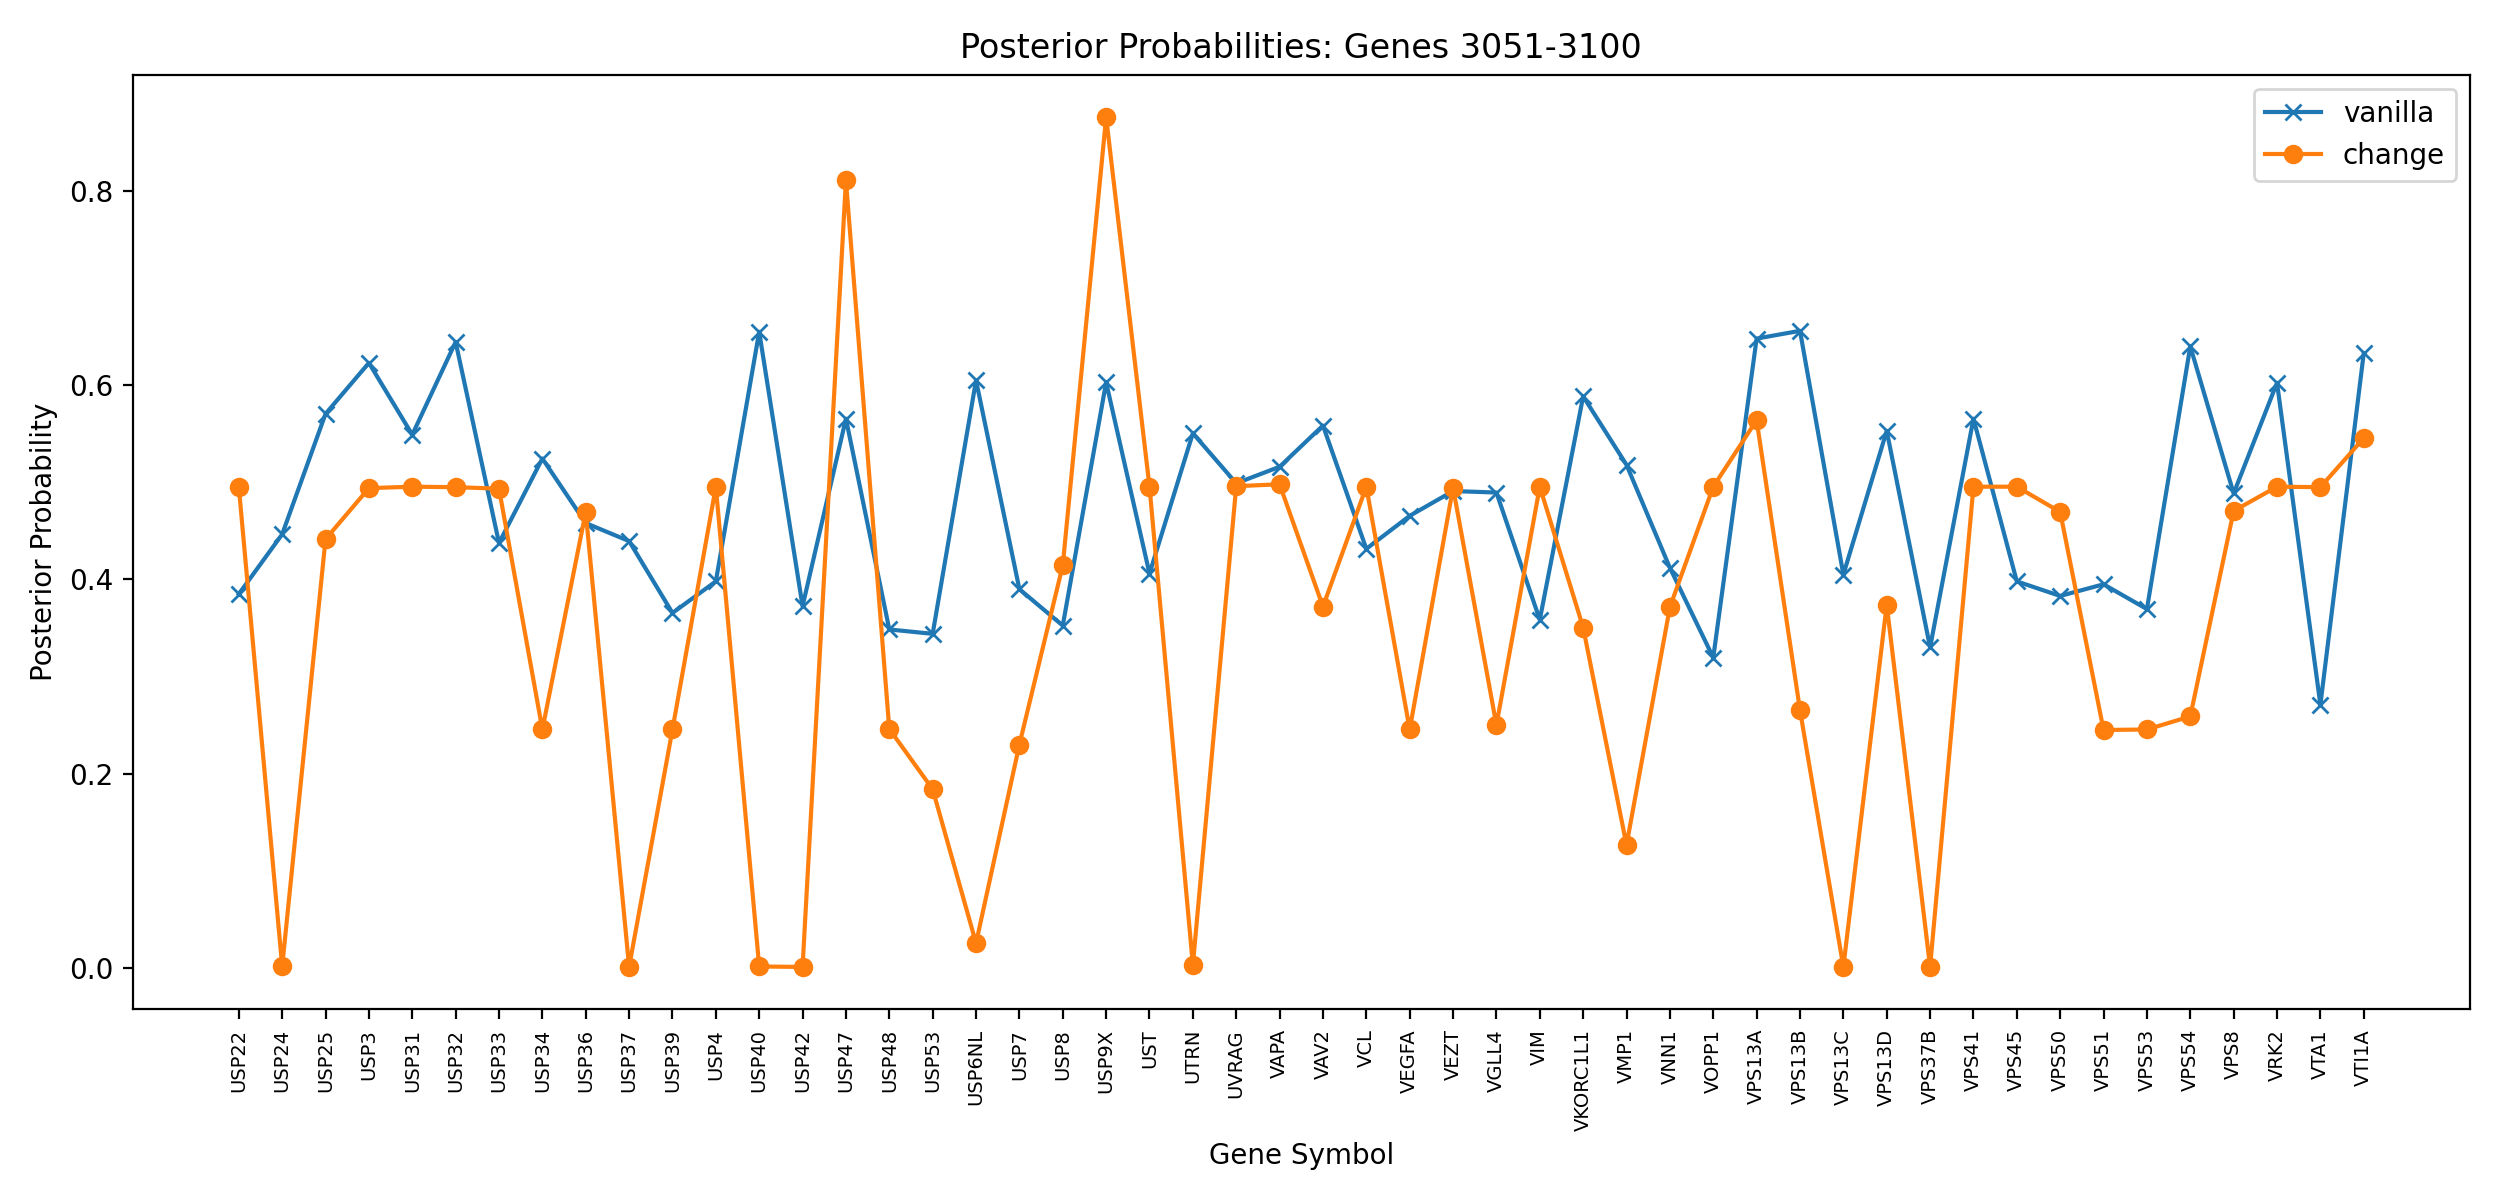 Posterior Probabilities: Genes 3051-3100
vanilla
change
Posterior Probability
0.8
0.6
0.4
0.2
0.0
USP22
USP24
USP25
USP3
USP31
USP32
USP33
USP34
USP36
USP37
USP39
USP4
USP40
USP42
USP47
USP48
USP53
USP6NL
USP7
USP8
USP9X
UST
UTRN
UVRAG
VAPA
VAV2
VCL
VEGFA
VEZT
VGLL4
VIM
VKORC1L1
VMP1
VNN1
VOPP1
VPS13A
VPS13B
VPS13C
VPS13D
VPS37B
VPS41
VPS45
VPS50
VPS51
VPS53
VPS54
VPS8
VRK2
VTA1
VTI1A
Gene Symbol